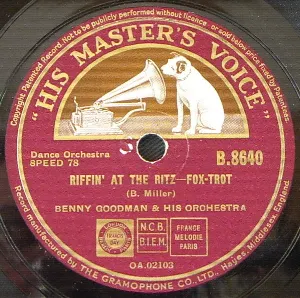 Copyright. Patented Record. Not to be publicly performed without licence or sold below price fixed by Patentees.
"HIS MASTER'S VOICE"
Dance Orchestra
SPEED 78
B.8640
RIFFIN' AT THE RITZ—FOX-TROT
(B. Miller)
BENNY GOODMAN & HIS ORCHESTRA
N.C.B.
B.I.E.M.
FRANCE
MELODIE
PARIS
OA.02103
Record manufactured by THE GRAMOPHONE CO., LTD., Hayes, Middlesex, England.